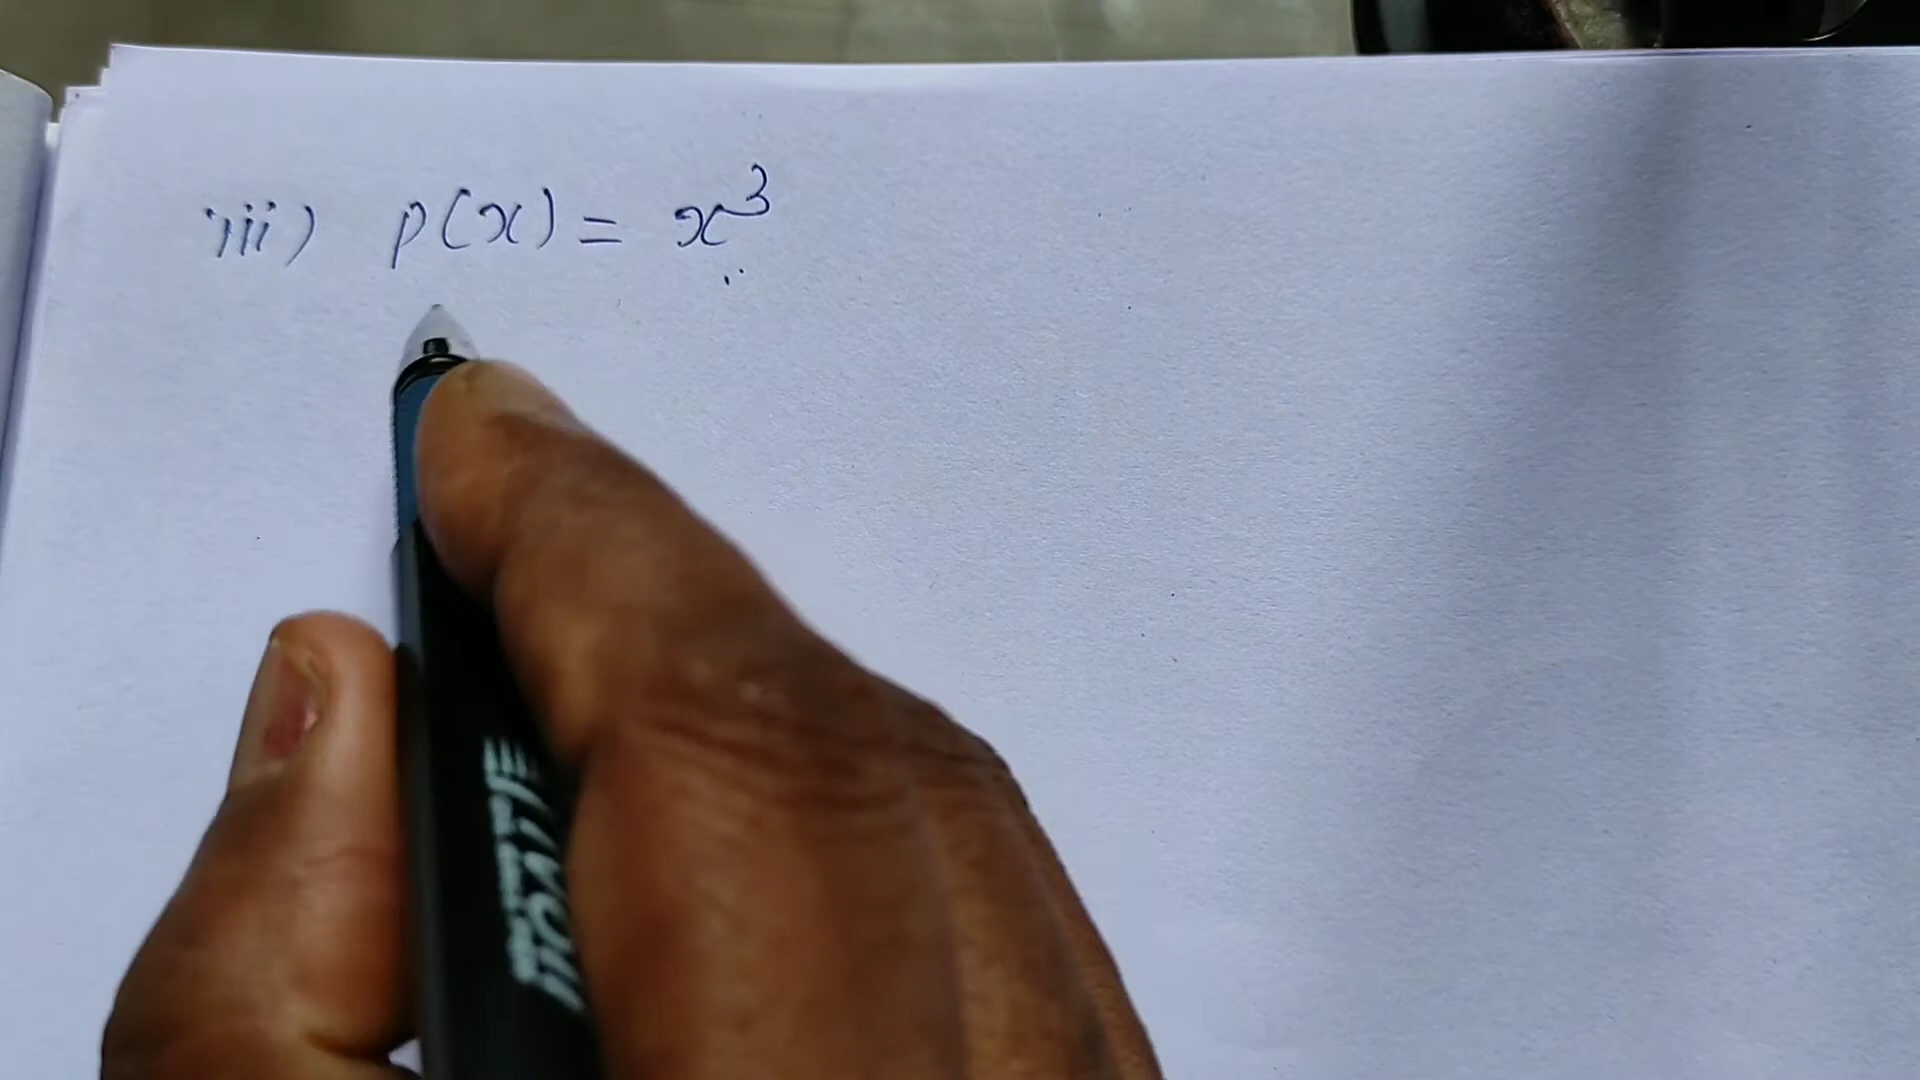 iii) p(x) = x³